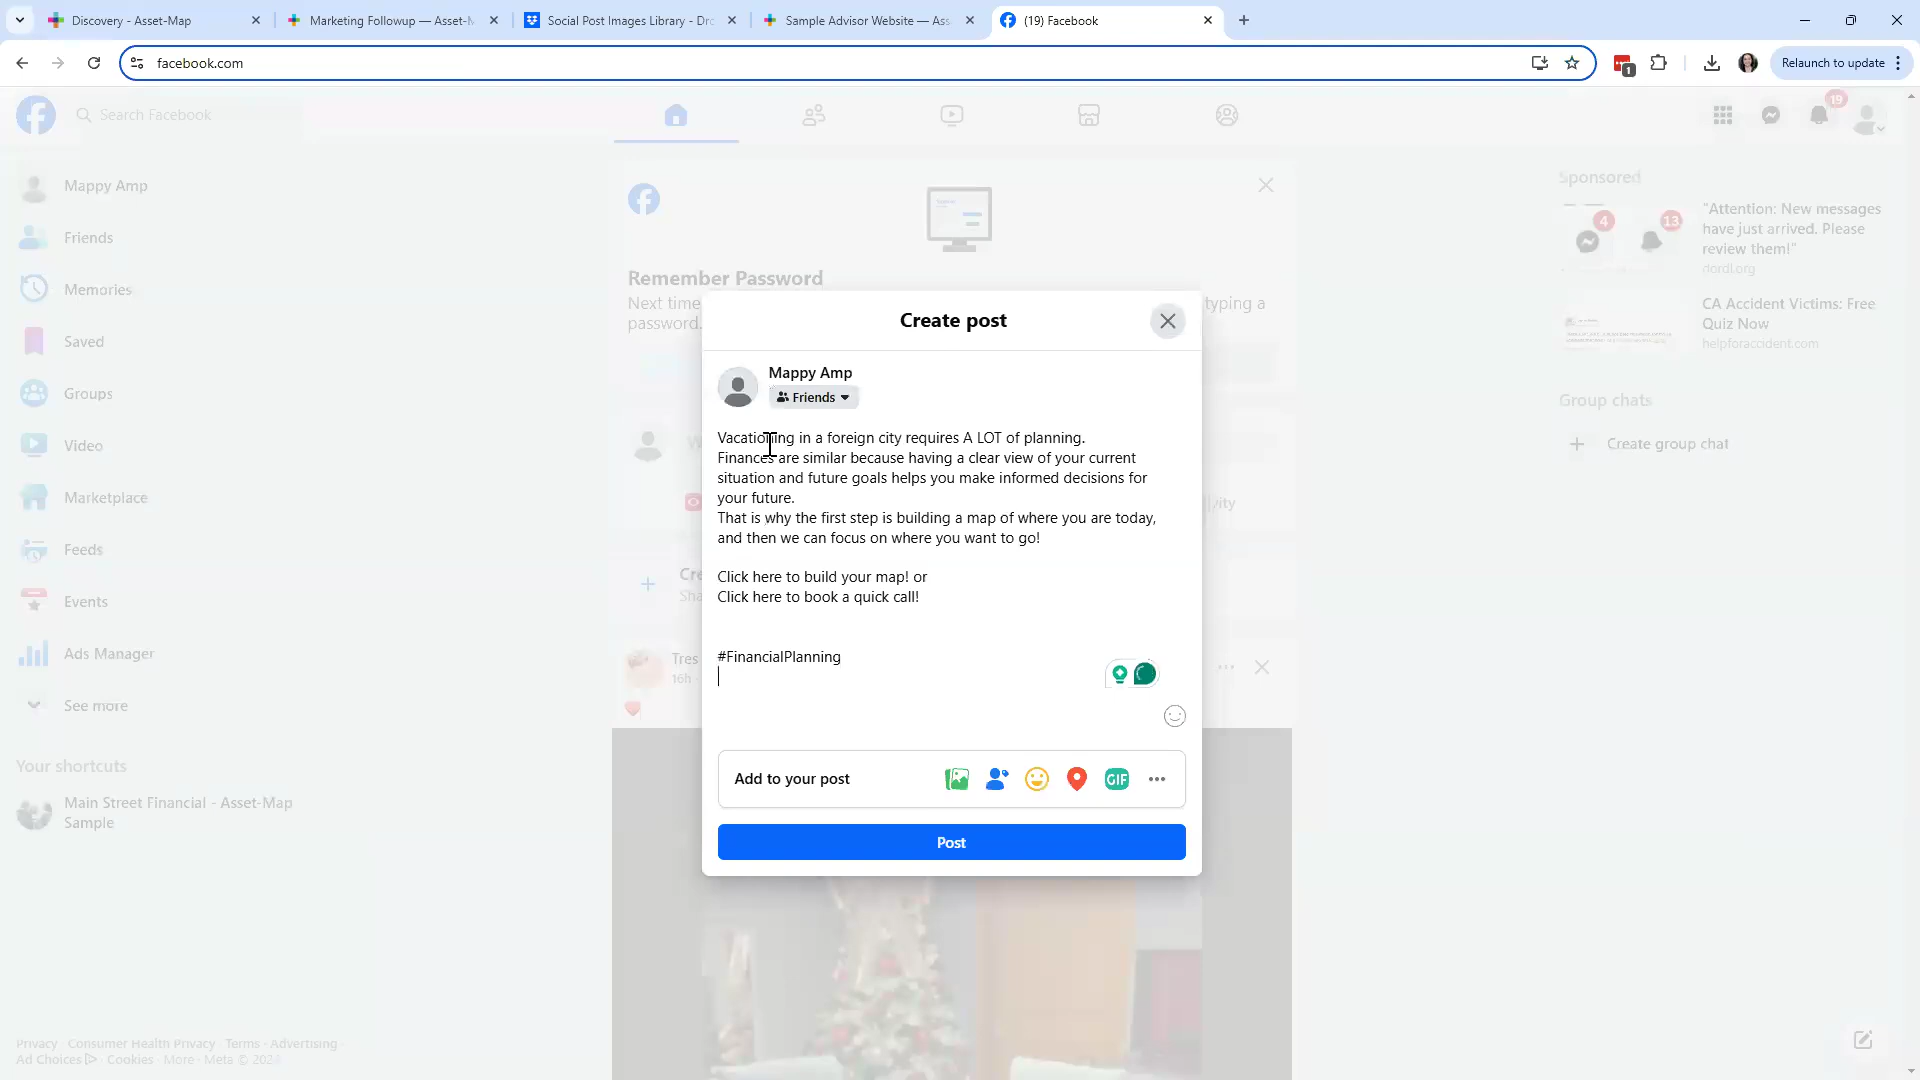 Discovery - Asset-Map
Marketing Followup — Asset-M
Social Post Images Library - Dro
Sample Advisor Website — Ass
(19) Facebook
facebook.com
1
Relaunch to update
Search Facebook
19
Mappy Amp
Friends
Memories
Saved
Groups
Video
Marketplace
Feeds
Events
Ads Manager
See more
Your shortcuts
Main Street Financial - Asset-Map
Sample
Privacy · Consumer Health Privacy · Terms · Advertising ·
Ad Choices · Cookies · More · Meta ©
Remember Password
Next time
typing a
password.
Create post
Mappy Amp
Friends
Vacationing in a foreign city requires A LOT of planning.
Finances are similar because having a clear view of your current
situation and future goals helps you make informed decisions for
your future.
That is why the first step is building a map of where you are today,
and then we can focus on where you want to go!
Click here to build your map! or
Click here to book a quick call!
#FinancialPlanning
Add to your post
GIF
Post
Cre
Sha
Tres
16h
Sponsored
4
13
"Attention: New messages
have just arrived. Please
review them!"
CA Accident Victims: Free
Quiz Now
helpforaccident.com
Group chats
Create group chat